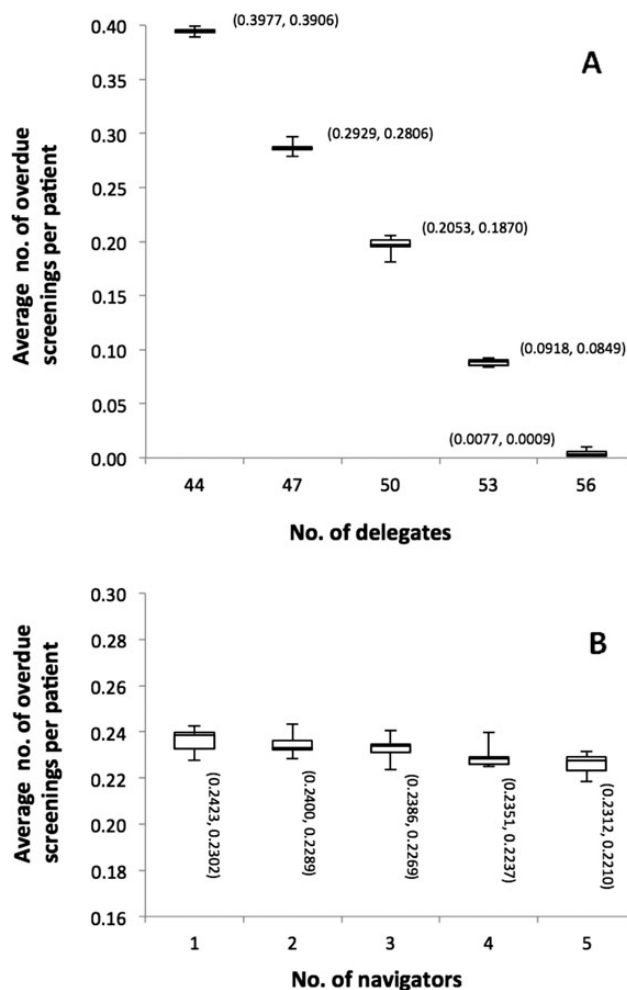 A
Average no. of overdue
screenings per patient
0.40
0.35
0.30
0.25
0.20
0.15
0.10
0.05
0.00
(0.3977, 0.3906)
(0.2929, 0.2806)
(0.2053, 0.1870)
(0.0918, 0.0849)
(0.0077, 0.0009)
44 47 50 53 56
No. of delegates
B
Average no. of overdue
screenings per patient
0.30
0.28
0.26
0.24
0.22
0.20
0.18
0.16
(0.2423, 0.2302)
(0.2400, 0.2289)
(0.2386, 0.2269)
(0.2351, 0.2237)
(0.2312, 0.2210)
1 2 3 4 5
No. of navigators